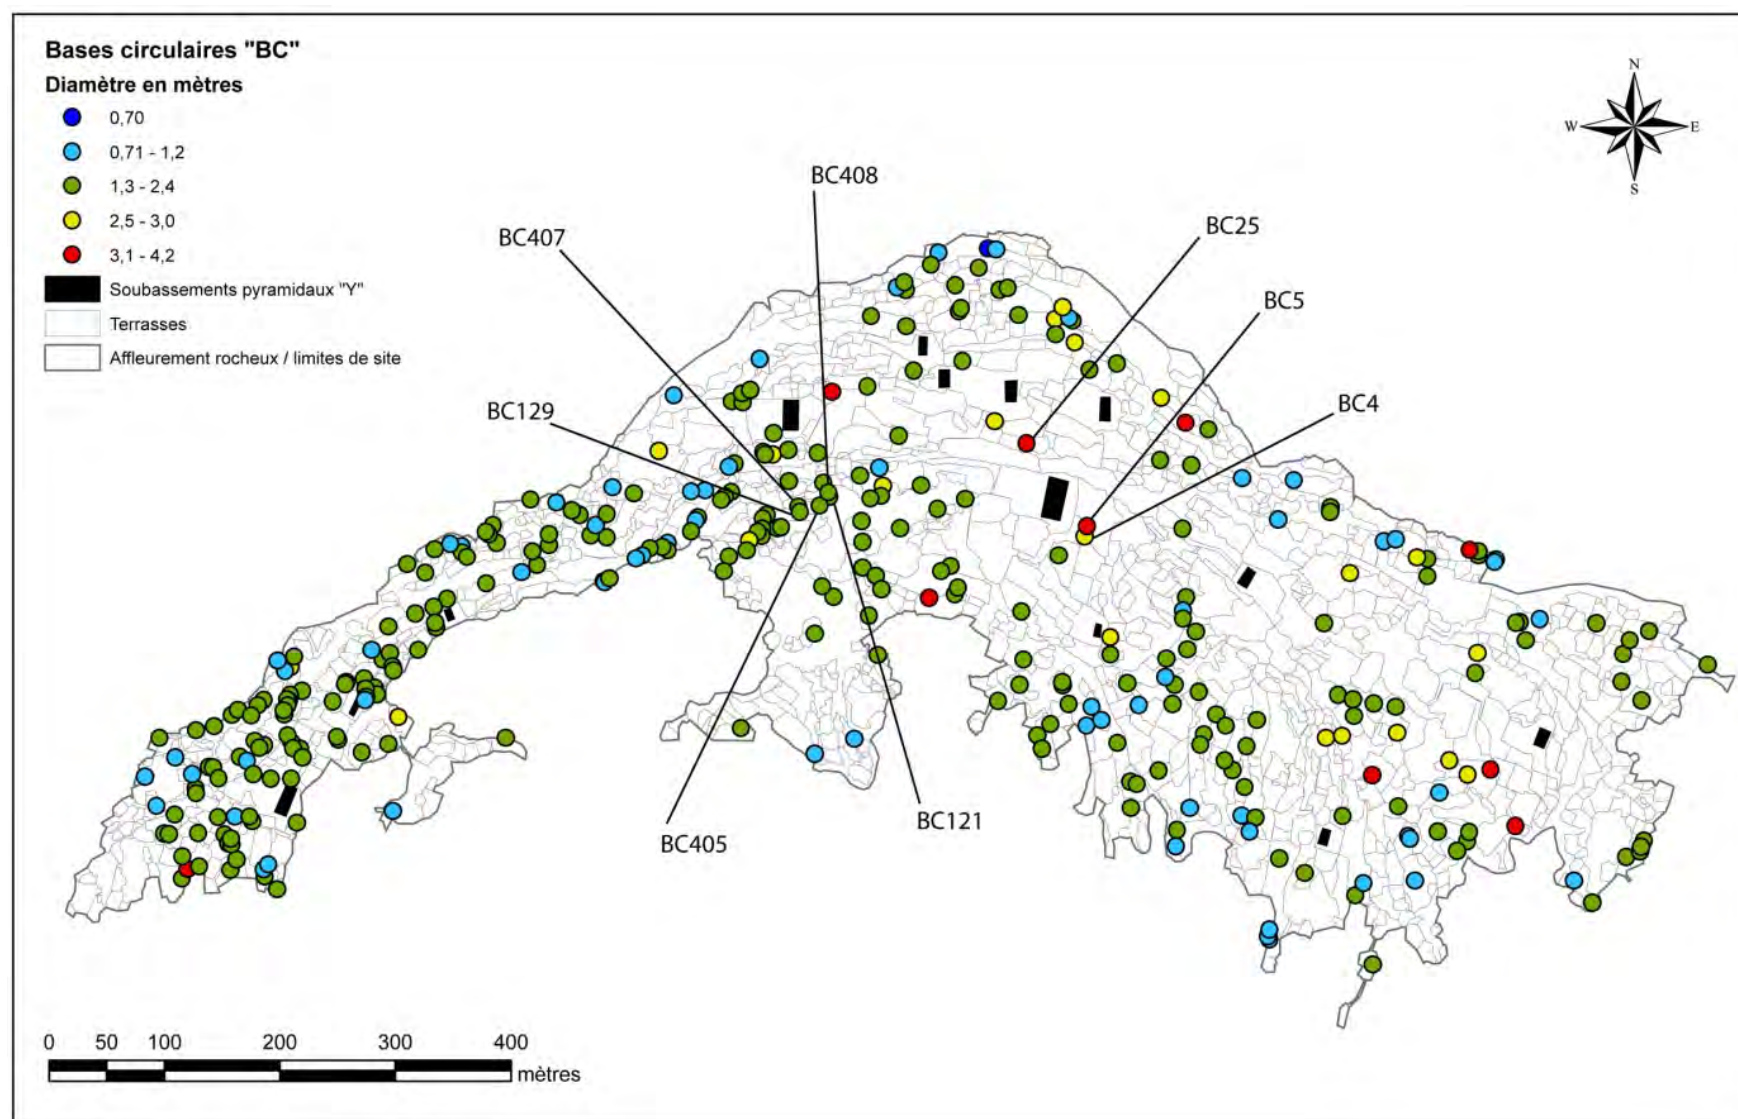 Bases circulaires "BC"
Diamètre en mètres
0,70
0,71 - 1,2
1,3 - 2,4
2,5 - 3,0
3,1 - 4,2
Soubassements pyramidaux "Y"
Terrasses
Affleurement rocheux / limites de site
N
W E
S
BC408
BC407
BC25
BC5
BC129
BC4
BC405
BC121
0 50 100 200 300 400
mètres